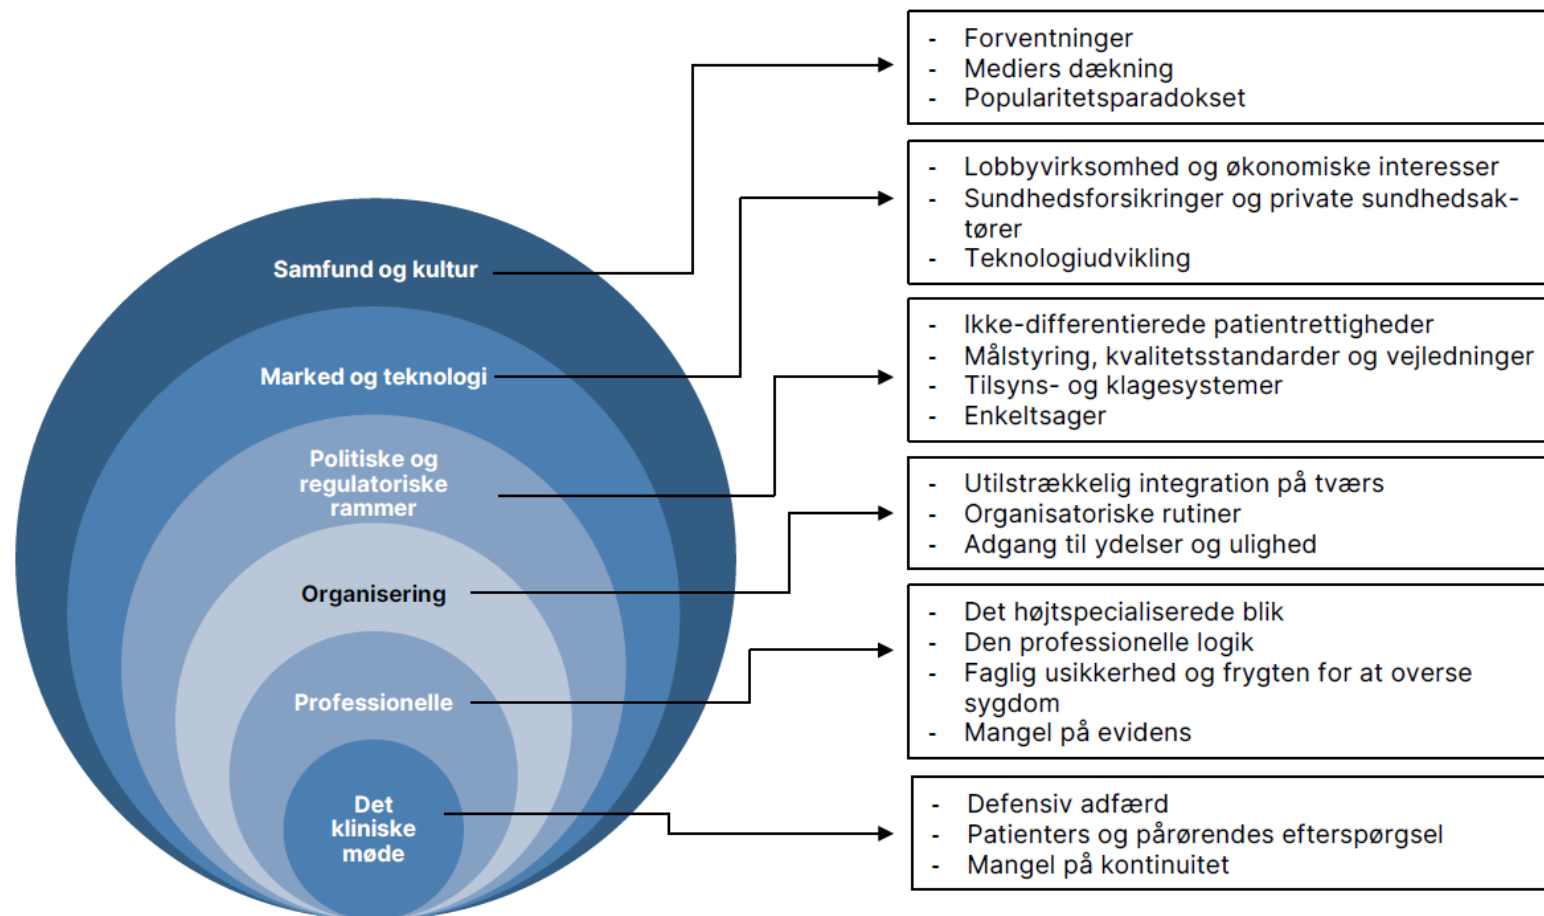 Samfund og kultur
- Forventninger
- Mediers dækning
- Popularitetsparadokset
Marked og teknologi
- Lobbyvirksomhed og økonomiske interesser
- Sundhedsforsikringer og private sundhedsak-
tører
- Teknologiudvikling
Politiske og
regulatoriske
rammer
- Ikke-differentierede patientrettigheder
- Målstyring, kvalitetsstandarder og vejledninger
- Tilsyns- og klagesystemer
- Enkeltsager
Organisering
- Utilstrækkelig integration på tværs
- Organisatoriske rutiner
- Adgang til ydelser og ulighed
Professionelle
- Det højtspecialiserede blik
- Den professionelle logik
- Faglig usikkerhed og frygten for at overse
sygdom
- Mangel på evidens
Det
kliniske
møde
- Defensiv adfærd
- Patienters og pårørendes efterspørgsel
- Mangel på kontinuitet